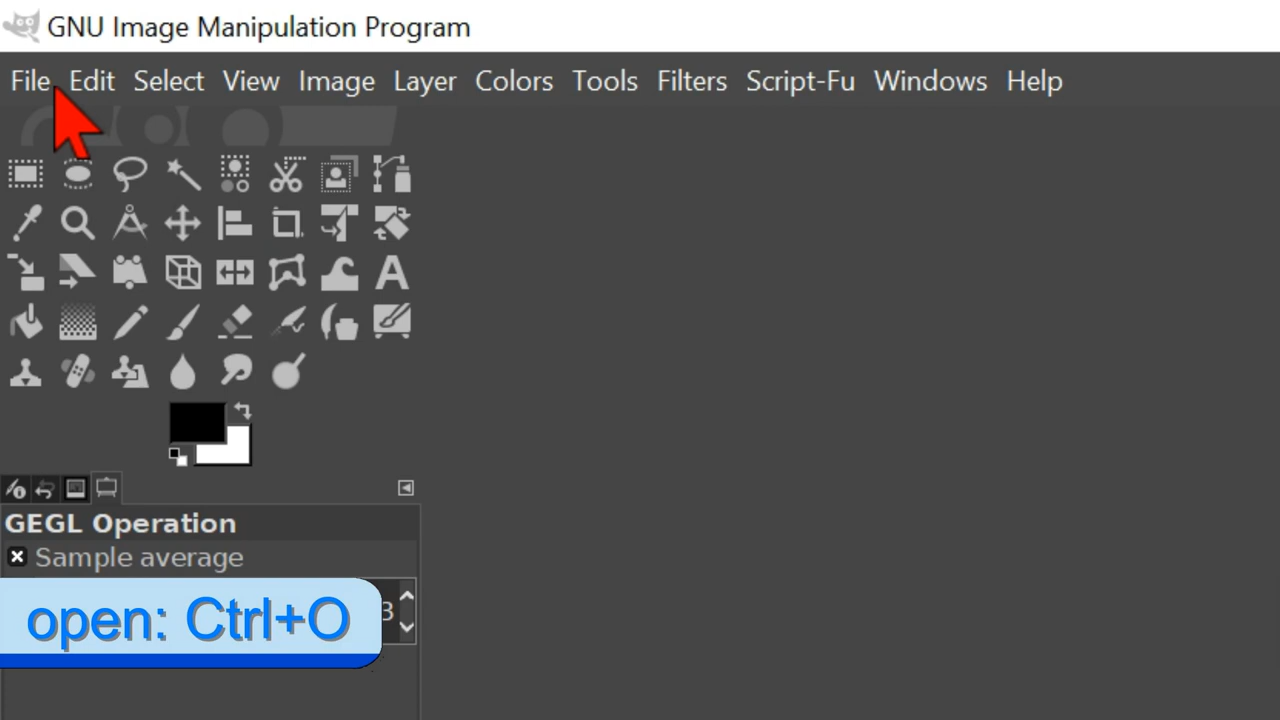 GNU Image Manipulation Program
File Edit Select View Image Layer Colors Tools Filters Script-Fu Windows Help
GEGL Operation
Sample average
3
open: Ctrl+O